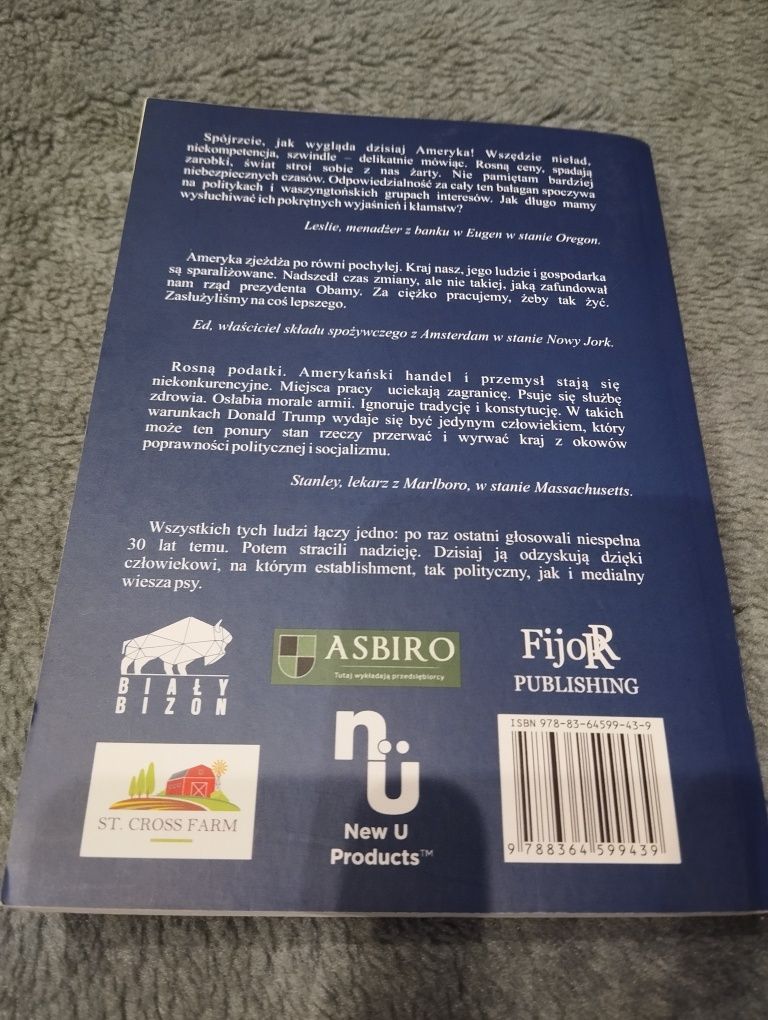 Spójrzcie, jak wygląda dzisiaj Ameryka! Wszędzie nieład,
niekompetencja, szwindle – delikatnie mówiąc. Rosną ceny, spadają
zarobki, świat stroi sobie z nas żarty. Nie pamiętam bardziej
niebezpiecznych czasów. Odpowiedzialność za cały ten bałagan spoczywa
na politykach i waszyngtońskich grupach interesów. Jak długo mamy
wysłuchiwać ich pokrętnych wyjaśnień i kłamstw?
Leslie, menadżer z banku w Eugen w stanie Oregon.
Ameryka zjeżdża po równi pochyłej. Kraj nasz, jego ludzie i gospodarka
są sparaliżowane. Nadszedł czas zmiany, ale nie takiej, jaką zafundował
nam rząd prezydenta Obamy. Za ciężko pracujemy, żeby tak żyć.
Zasłużyliśmy na coś lepszego.
Ed, właściciel składu spożywczego z Amsterdam w stanie Nowy Jork.
Rosną podatki. Amerykański handel i przemysł stają się
niekonkurencyjne. Miejsca pracy uciekają zagranicę. Psuje się służbę
zdrowia. Osłabia morale armii. Ignoruje tradycję i konstytucję. W takich
warunkach Donald Trump wydaje się być jedynym człowiekiem, który
może ten ponury stan rzeczy przerwać i wyrwać kraj z okowów
poprawności politycznej i socjalizmu.
Stanley, lekarz z Marlboro, w stanie Massachusetts.
Wszystkich tych ludzi łączy jedno: po raz ostatni głosowali niespełna
30 lat temu. Potem stracili nadzieję. Dzisiaj ją odzyskują dzięki
człowiekowi, na którym establishment, tak polityczny, jak i medialny
wiesza psy.
BIAŁY
BIZON
ASBIRO
Tutaj wykładają przedsiębiorcy
FijoRR
PUBLISHING
ST. CROSS FARM
nü
New U
Products™
ISBN 978-83-64599-43-9
9 788364 599439